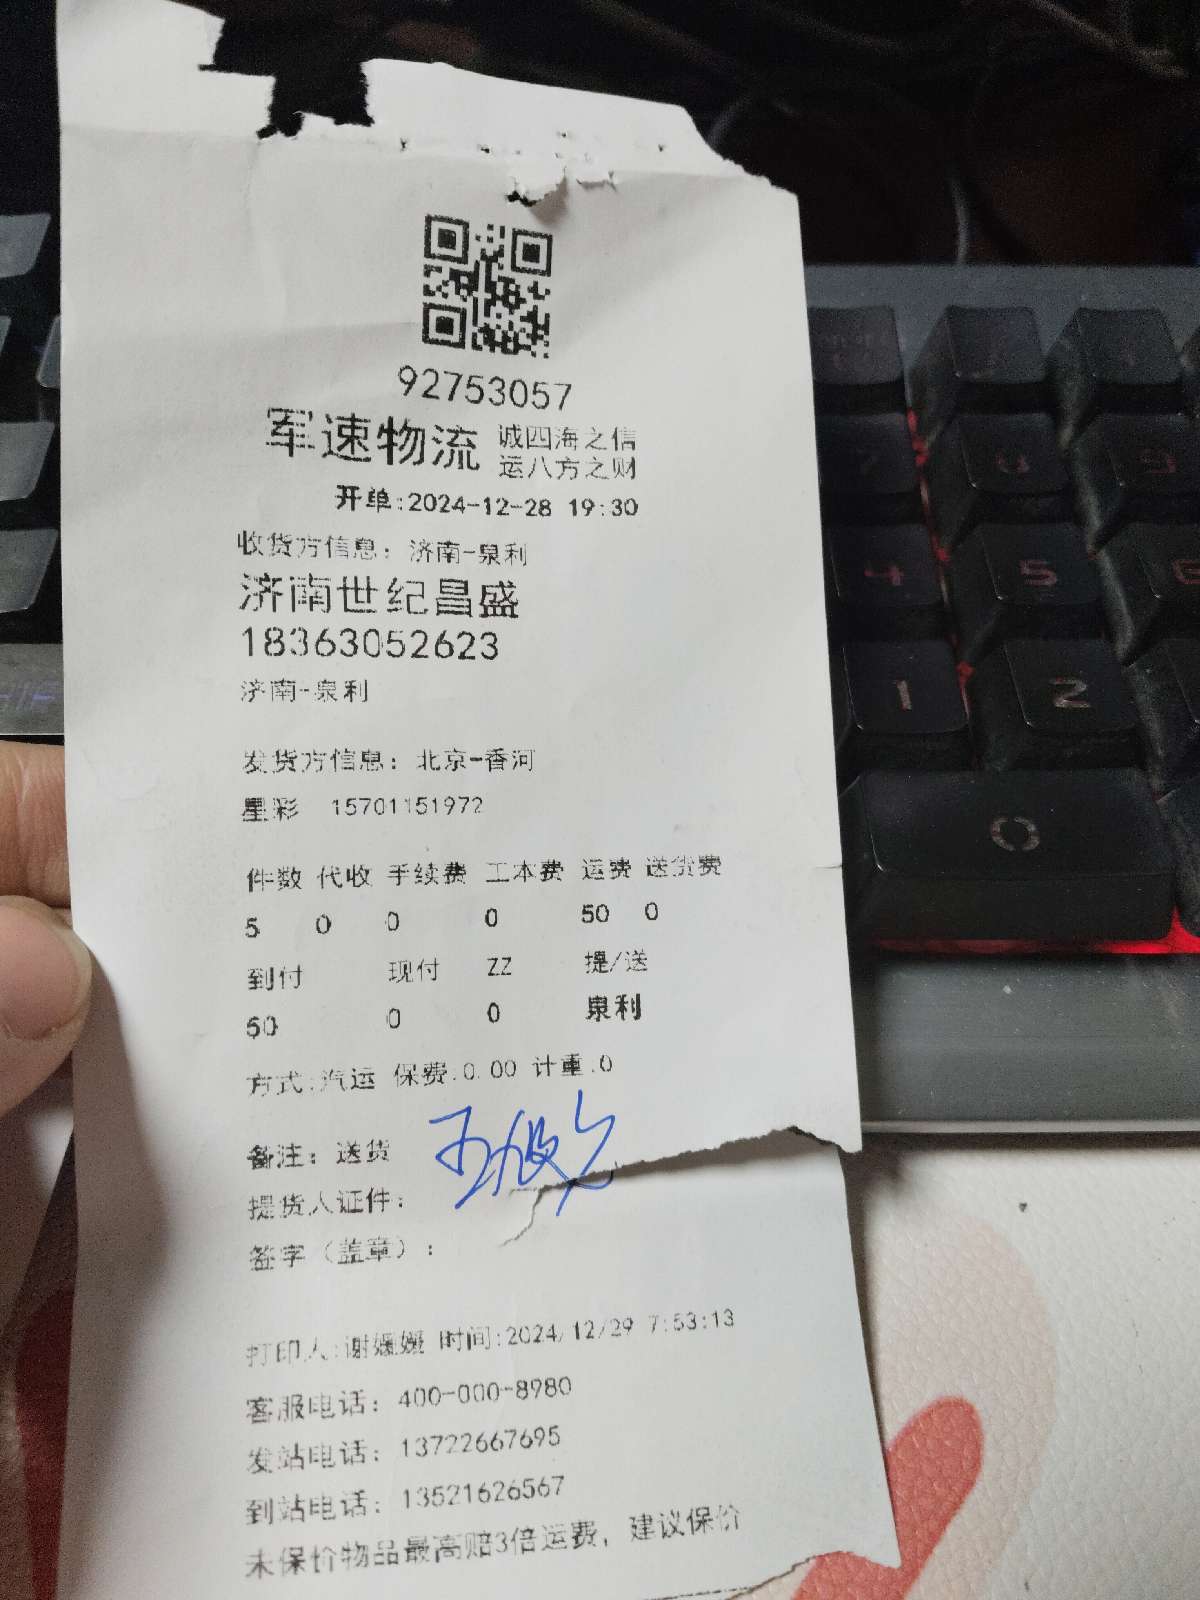 92753057
军速物流 诚四海之信
运八方之财
开单:2024-12-28 19:30
收货方信息：济南-泉利
济南世纪昌盛
18363052623
济南-泉利
发货方信息：北京-香河
星彩 15701151972
件数 代收 手续费 工本费 运费 送货费
5 0 0 0 50 0
到付 现付 ZZ 提/送
50 0 0 泉利
方式:汽运 保费:0.00 计重:0
备注：送货
提货人证件：
签字（盖章）：
打印人:谢媛媛 时间:2024/12/29 7:53:13
客服电话：400-000-8980
发站电话：13722667695
到站电话：13521626567
未保价物品最高赔3倍运费，建议保价
4
5
1
2
0